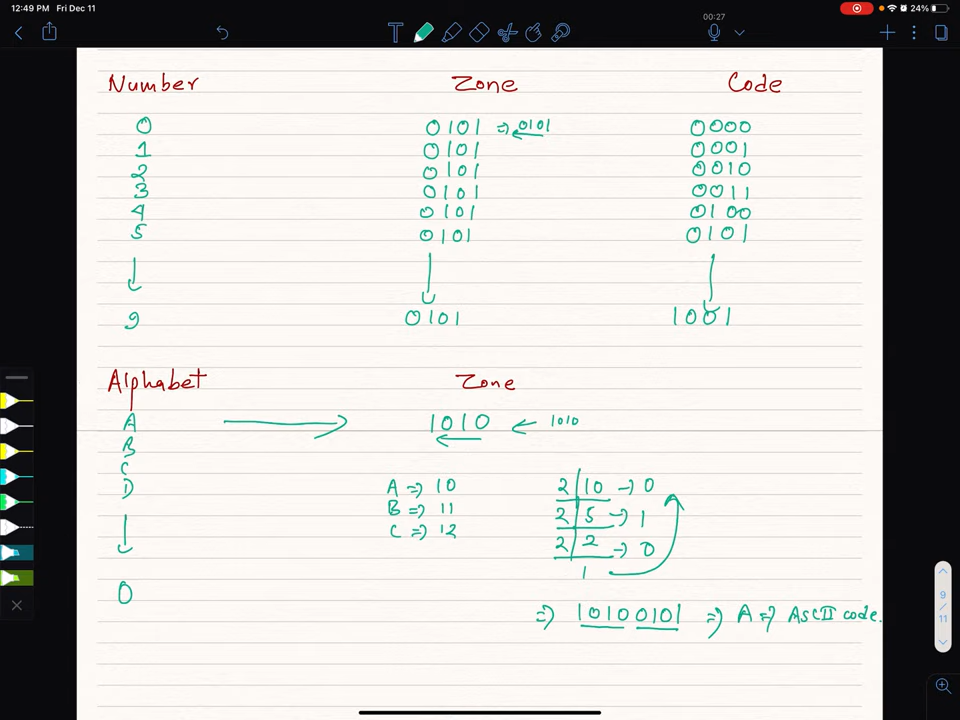 12:49 PM Fri Dec 11
24%
00:27
Number Zone Code
0 0101 => 0101 0000
1 0101 0001
2 0101 0010
3 0101 0011
4 0101 0100
5 0101 0101
9 0101 1001
Alphabet Zone
A 1010 ← 1010
B
C
D
A => 10 2 10 → 0
B => 11 2 5 → 1
C => 12 2 2 → 0
1
O
=> 10100101 => A => ASCII code.
9 / 11